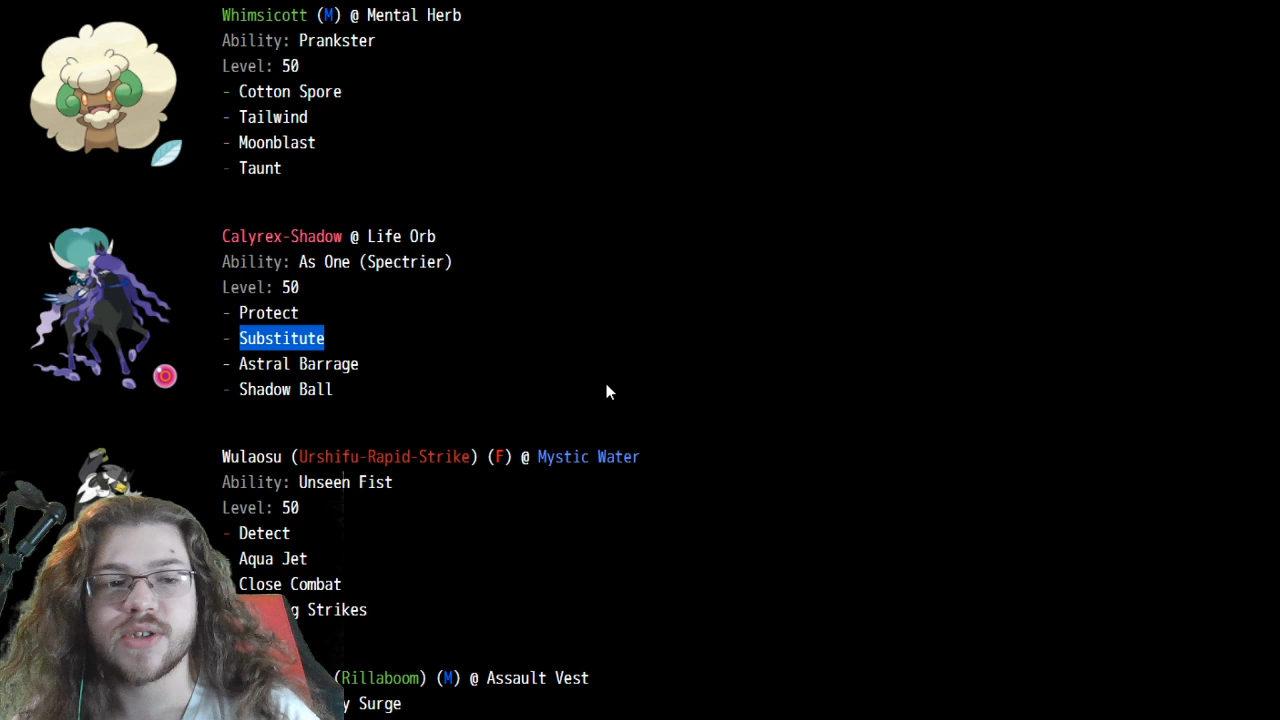 Whimsicott (M) @ Mental Herb
Ability: Prankster
Level: 50
- Cotton Spore
- Tailwind
- Moonblast
- Taunt
Calyrex-Shadow @ Life Orb
Ability: As One (Spectrier)
Level: 50
- Protect
- Substitute
- Astral Barrage
- Shadow Ball
Wulaosu (Urshifu-Rapid-Strike) (F) @ Mystic Water
Ability: Unseen Fist
Level: 50
- Detect
Aqua Jet
Close Combat
g Strikes
(Rillaboom) (M) @ Assault Vest
y Surge